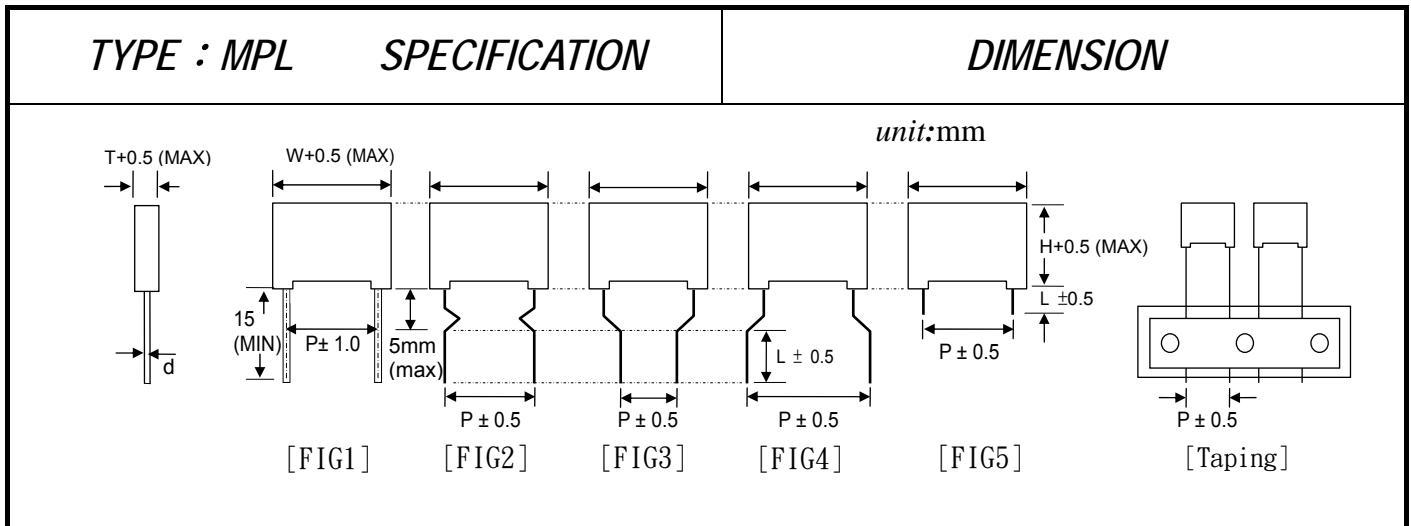 TYPE：MPL SPECIFICATION
DIMENSION
unit:mm
T+0.5 (MAX)
W+0.5 (MAX)
H+0.5 (MAX)
L ±0.5
15
(MIN)
P± 1.0
5mm
(max)
L ± 0.5
P ± 0.5
d
P ± 0.5
P ± 0.5
P ± 0.5
P ± 0.5
[FIG1]
[FIG2]
[FIG3]
[FIG4]
[FIG5]
[Taping]